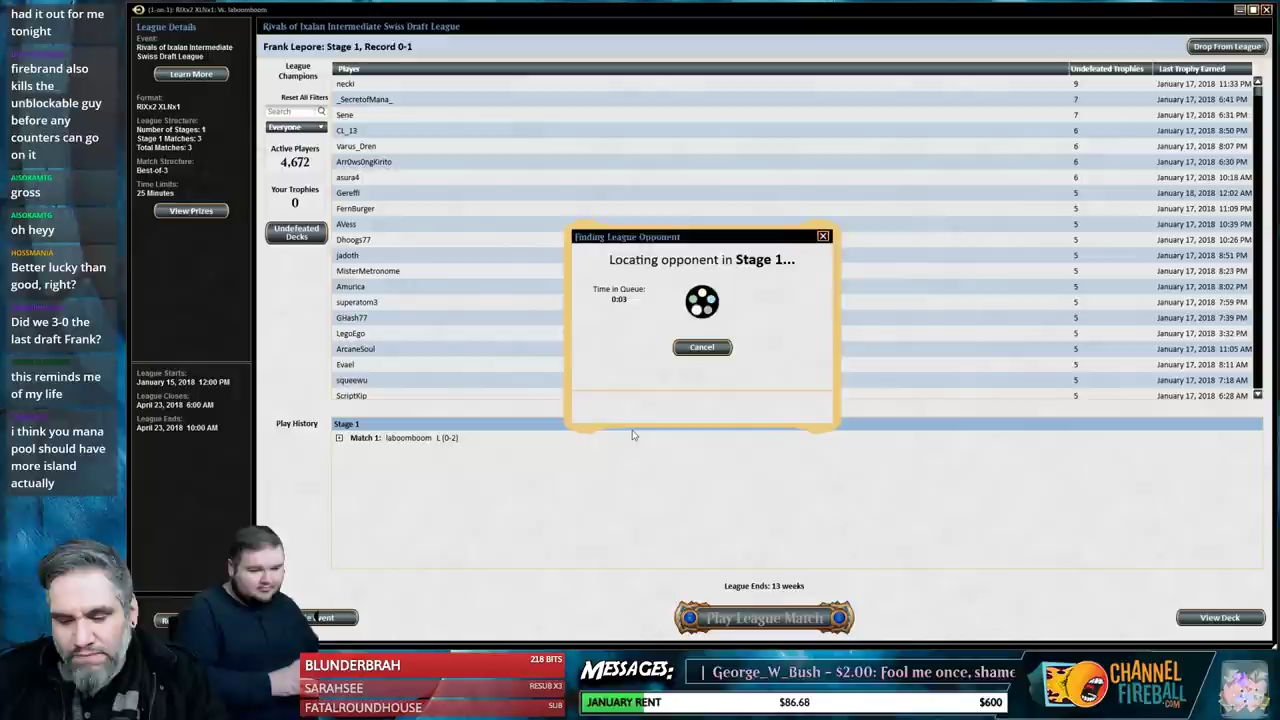 had it out for me
tonight
firebrand also
kills the
unblockable guy
before any
counters can go
on it
AISOKAMTG
gross
AISOKAMTG
oh heyy
HOSSMANIA
Better lucky than
good, right?
Did we 3-0 the
last draft Frank?
this reminds me
of my life
i think you mana
pool should have
more island
actually
(1-on-1): RIXx2 XLNx1: Vs. laboomboom
League Details
Event:
Rivals of Ixalan Intermediate
Swiss Draft League
Learn More
Format:
RIXx2 XLNx1
League Structure:
Number of Stages: 1
Stage 1 Matches: 3
Total Matches: 3
Match Structure:
Best-of-3
Time Limits:
25 Minutes
View Prizes
League Starts:
January 15, 2018 12:00 PM
League Closes:
April 23, 2018 6:00 AM
League Ends:
April 23, 2018 10:00 AM
Rivals of Ixalan Intermediate Swiss Draft League
Frank Lepore: Stage 1, Record 0-1
Drop From League
League
Champions
Reset All Filters
Search
Everyone
Active Players
4,672
Your Trophies
0
Undefeated
Decks
Player Undefeated Trophies Last Trophy Earned
necki 9 January 17, 2018 11:33 PM
_SecretofMana_ 7 January 17, 2018 6:41 PM
Sene 7 January 17, 2018 6:31 PM
CL_13 6 January 17, 2018 8:50 PM
Varus_Dren 6 January 17, 2018 8:07 PM
Arr0ws0ngKirito 6 January 17, 2018 6:30 PM
asura4 6 January 17, 2018 10:18 AM
Gereffi 5 January 18, 2018 12:02 AM
FernBurger 5 January 17, 2018 11:09 PM
AVess 5 January 17, 2018 10:39 PM
Dhoogs77 5 January 17, 2018 10:26 PM
jadoth 5 January 17, 2018 8:51 PM
MisterMetronome 5 January 17, 2018 8:23 PM
Amurica 5 January 17, 2018 8:02 PM
superatom3 5 January 17, 2018 7:59 PM
GHash77 5 January 17, 2018 7:39 PM
LegoEgo 5 January 17, 2018 3:32 PM
ArcaneSoul 5 January 17, 2018 11:05 AM
Evael 5 January 17, 2018 8:11 AM
squeewu 5 January 17, 2018 7:18 AM
ScriptKip 5 January 17, 2018 6:28 AM
Finding League Opponent
Locating opponent in Stage 1...
Time in Queue:
0:03
Cancel
Play History
Stage 1
Match 1: laboomboom L (0-2)
League Ends: 13 weeks
Play League Match
View Deck
BLUNDERBRAH 218 BITS
SARAHSEE RESUB X3
FATALROUNDHOUSE SUB
MESSAGES:
George_W_Bush - $2.00: Fool me once, shame
JANUARY RENT $86.68 $600
CHANNEL
FIREBALL
.COM